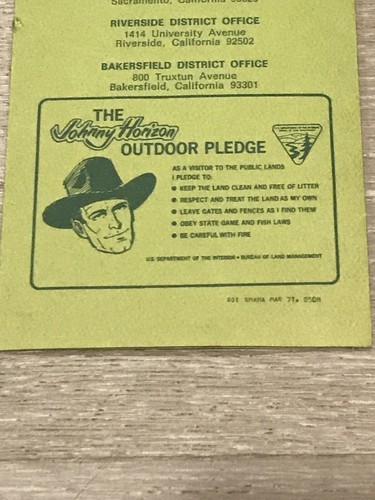 Sacramento, California
RIVERSIDE DISTRICT OFFICE
1414 University Avenue
Riverside, California 92502
BAKERSFIELD DISTRICT OFFICE
800 Truxtun Avenue
Bakersfield, California 93301
THE
Johnny Horizon
OUTDOOR PLEDGE
AS A VISITOR TO THE PUBLIC LANDS
I PLEDGE TO:
● KEEP THE LAND CLEAN AND FREE OF LITTER
● RESPECT AND TREAT THE LAND AS MY OWN
● LEAVE GATES AND FENCES AS I FIND THEM
● OBEY STATE GAME AND FISH LAWS
● BE CAREFUL WITH FIRE
U.S. DEPARTMENT OF THE INTERIOR • BUREAU OF LAND MANAGEMENT
MAR 71,